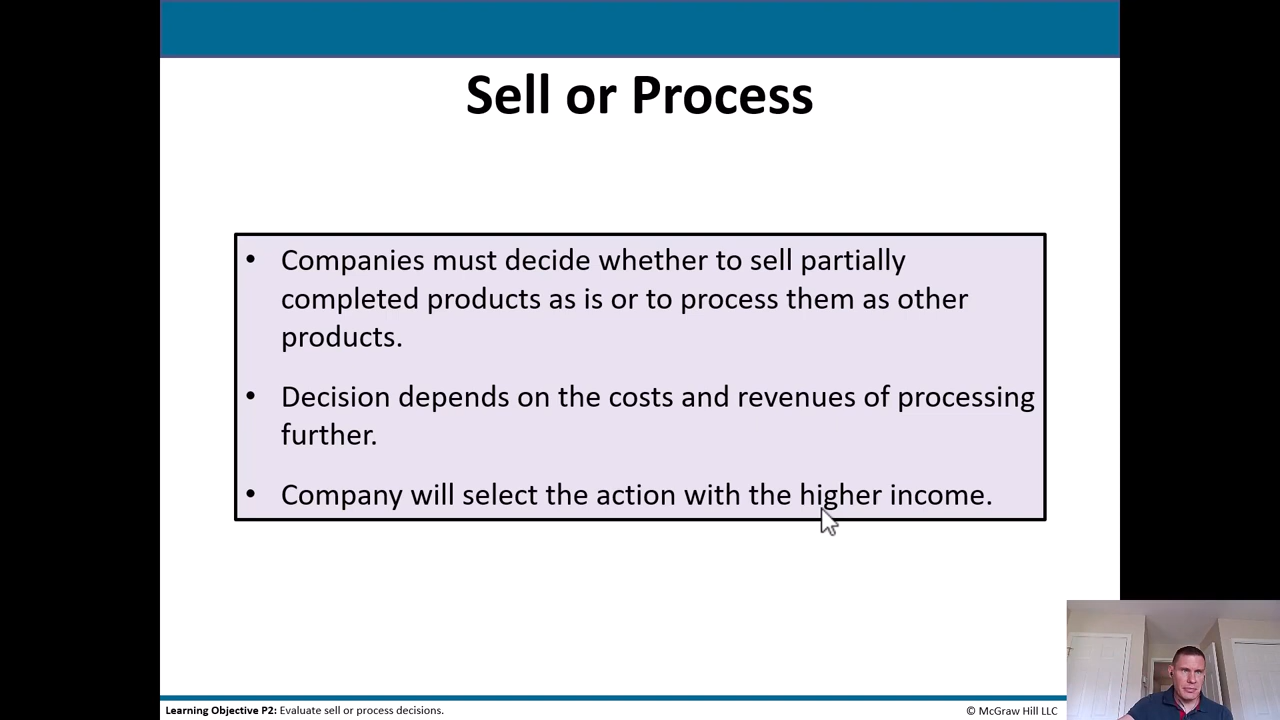 Sell or Process
• Companies must decide whether to sell partially
completed products as is or to process them as other
products.
• Decision depends on the costs and revenues of processing
further.
• Company will select the action with the higher income.
Learning Objective P2: Evaluate sell or process decisions.
© McGraw Hill LLC